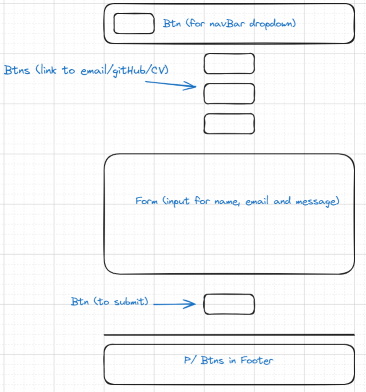 Btn (for navBar dropdown)
Btns (link to email/gitHub/CV)
Form (input for name, email and message)
Btn (to submit)
P/ Btns in Footer